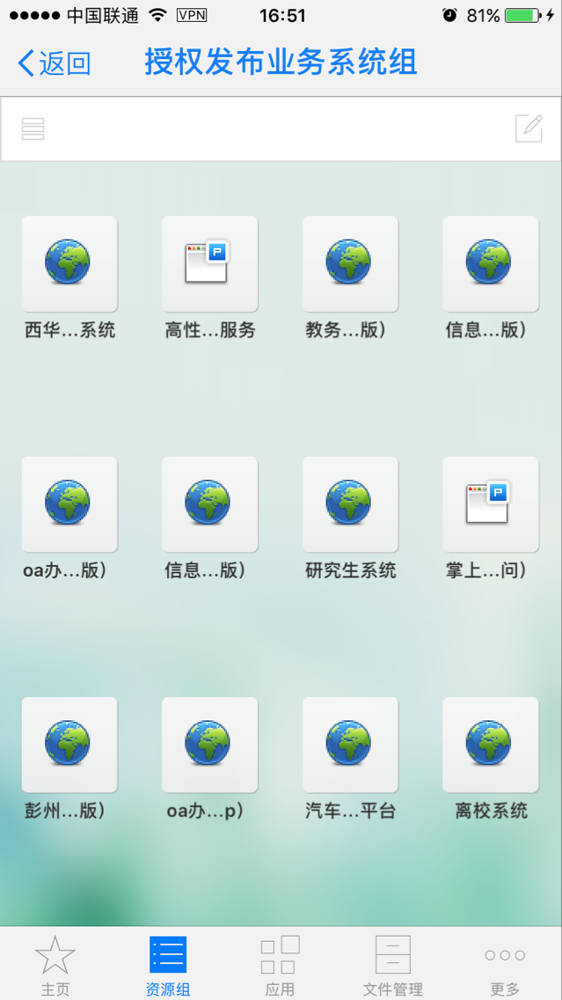 中国联通 VPN 16:51 81%
返回 授权发布业务系统组
西华...系统 高性...服务 教务...版） 信息...版）
oa办...版） 信息...版） 研究生系统 掌上...问）
彭州...版） oa办...p） 汽车...平台 离校系统
主页 资源组 应用 文件管理 更多